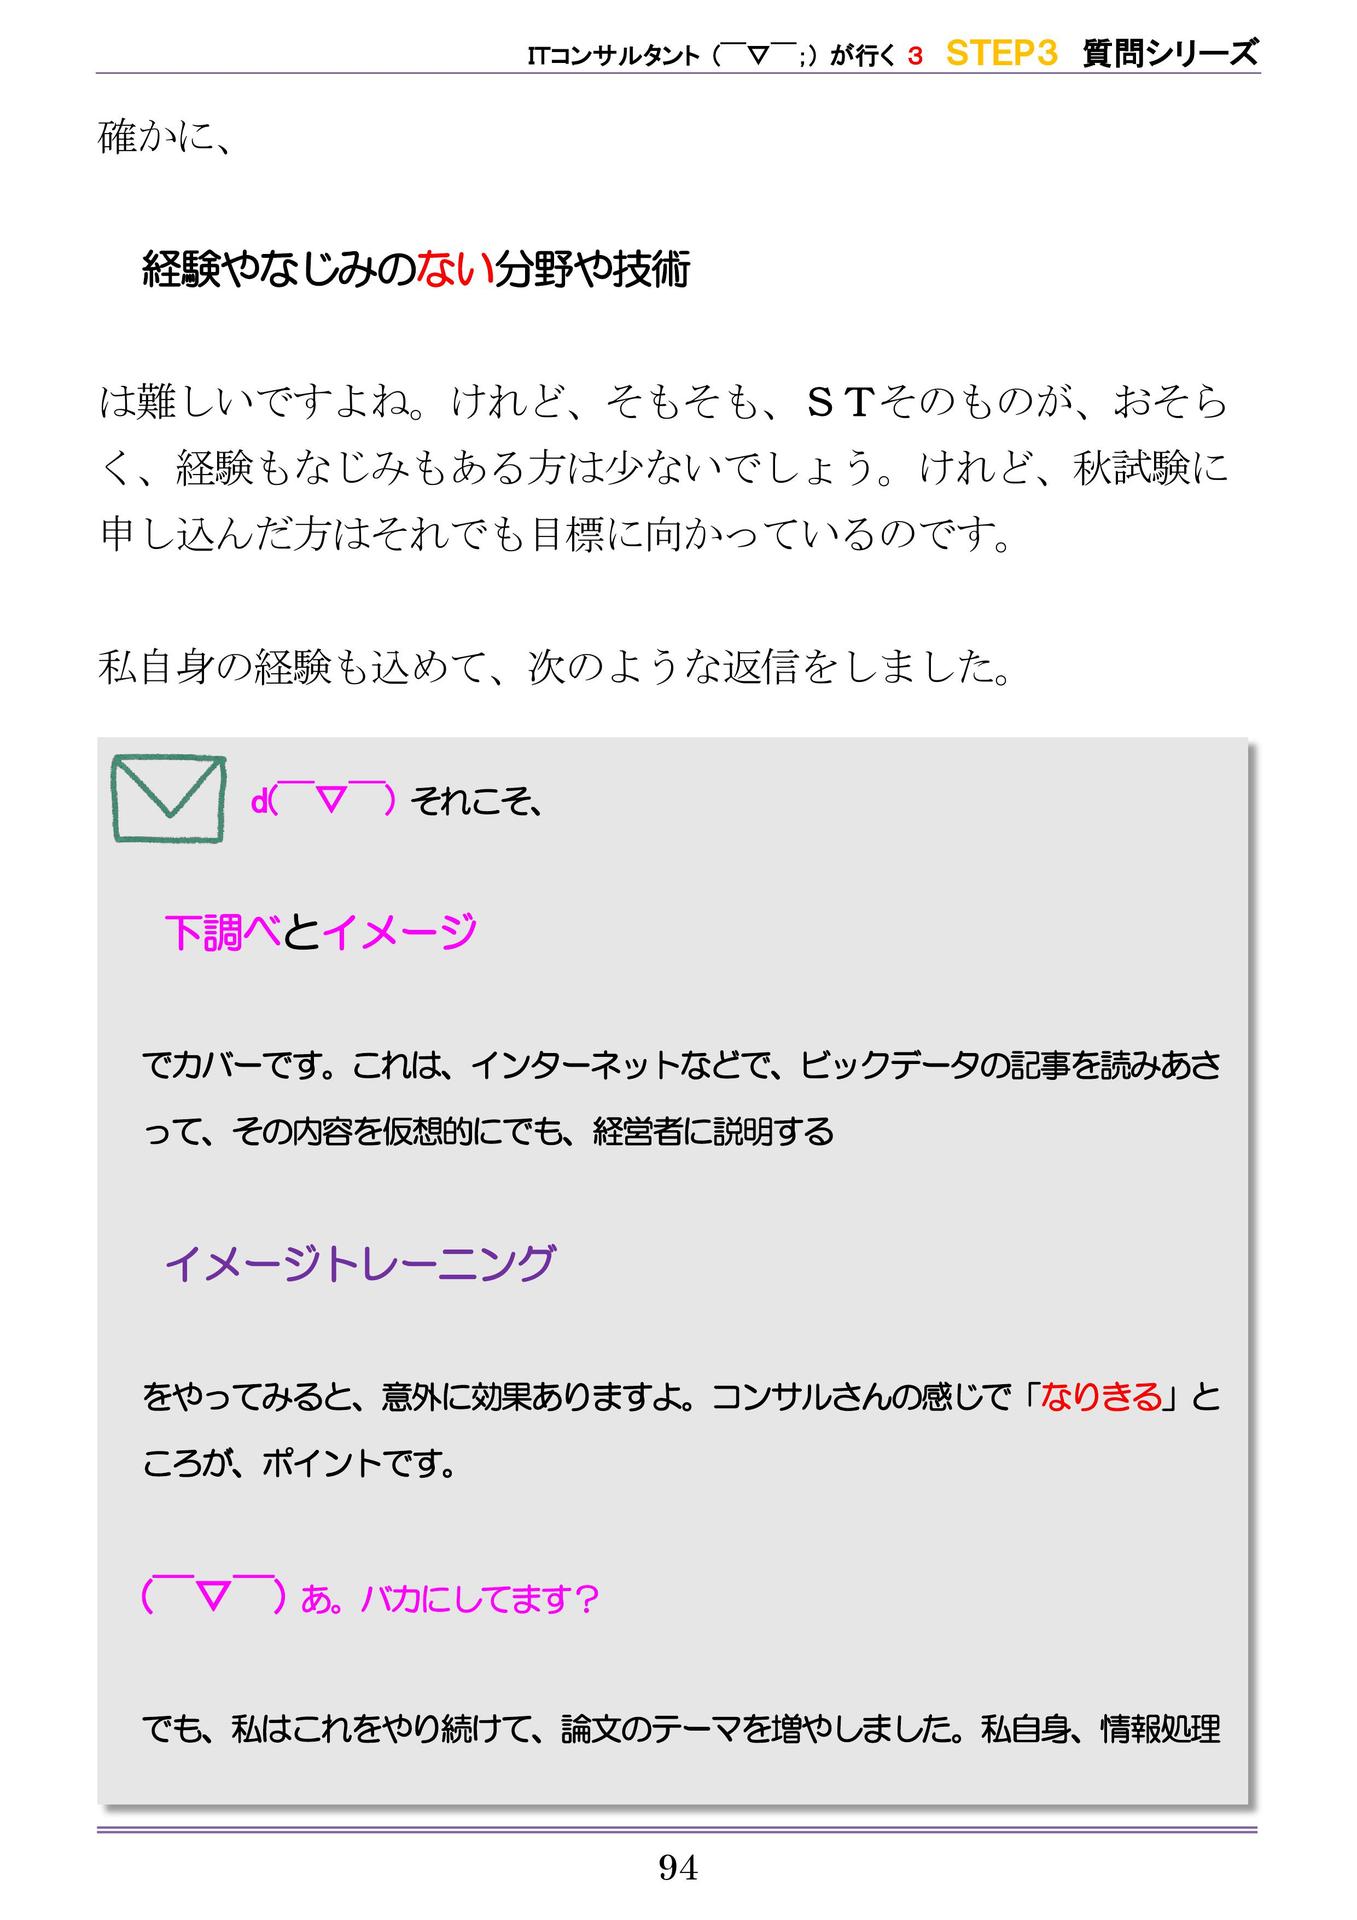 ITコンサルタント（￣▽￣;）が行く 3 STEP3 質問シリーズ
確かに、
経験やなじみのない分野や技術
は難しいですよね。けれど、そもそも、ＳＴそのものが、おそら
く、経験もなじみもある方は少ないでしょう。けれど、秋試験に
申し込んだ方はそれでも目標に向かっているのです。
私自身の経験も込めて、次のような返信をしました。
d(￣▽￣) それこそ、
下調べとイメージ
でカバーです。これは、インターネットなどで、ビックデータの記事を読みあさ
って、その内容を仮想的にでも、経営者に説明する
イメージトレーニング
をやってみると、意外に効果ありますよ。コンサルさんの感じで「なりきる」と
ころが、ポイントです。
(￣▽￣) あ。バカにしてます？
でも、私はこれをやり続けて、論文のテーマを増やしました。私自身、情報処理
94